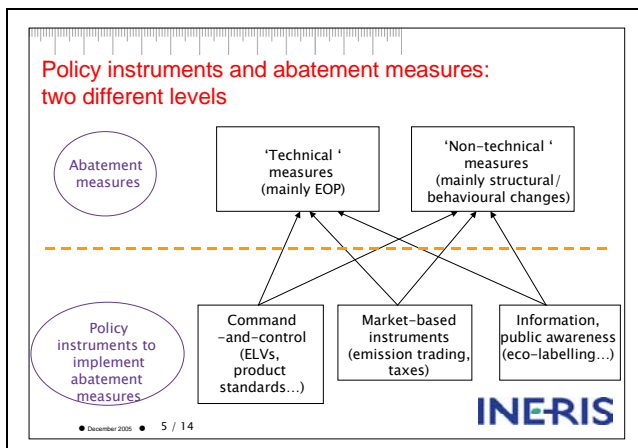 Policy instruments and abatement measures:
two different levels
Abatement
measures
'Technical '
measures
(mainly EOP)
'Non-technical '
measures
(mainly structural/
behavioural changes)
Policy
instruments to
implement
abatement
measures
Command
-and-control
(ELVs,
product
standards...)
Market-based
instruments
(emission trading,
taxes)
Information,
public awareness
(eco-labelling...)
● December 2005 ● 5 / 14
INERIS